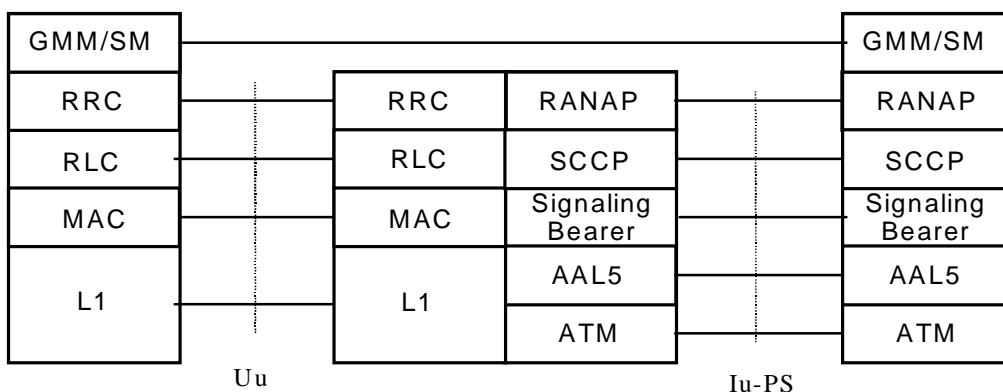 GMM/SM GMM/SM
RRC RRC RANAP RANAP
RLC RLC SCCP SCCP
MAC MAC Signaling Bearer Signaling Bearer
L1 L1 AAL5 AAL5
ATM ATM
Uu Iu-PS